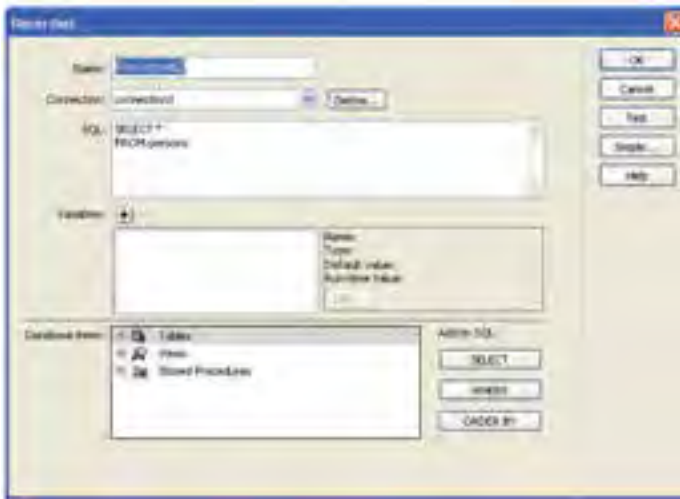 Recordset
Name:
Connection: connection1 Define...
SQL: SELECT *
FROM persons
Variables:
Name:
Type:
Default value:
Run-time Value:
Database items: Tables
Views
Stored Procedures
Add to SQL:
SELECT
WHERE
ORDER BY
OK
Cancel
Test
Simple...
Help